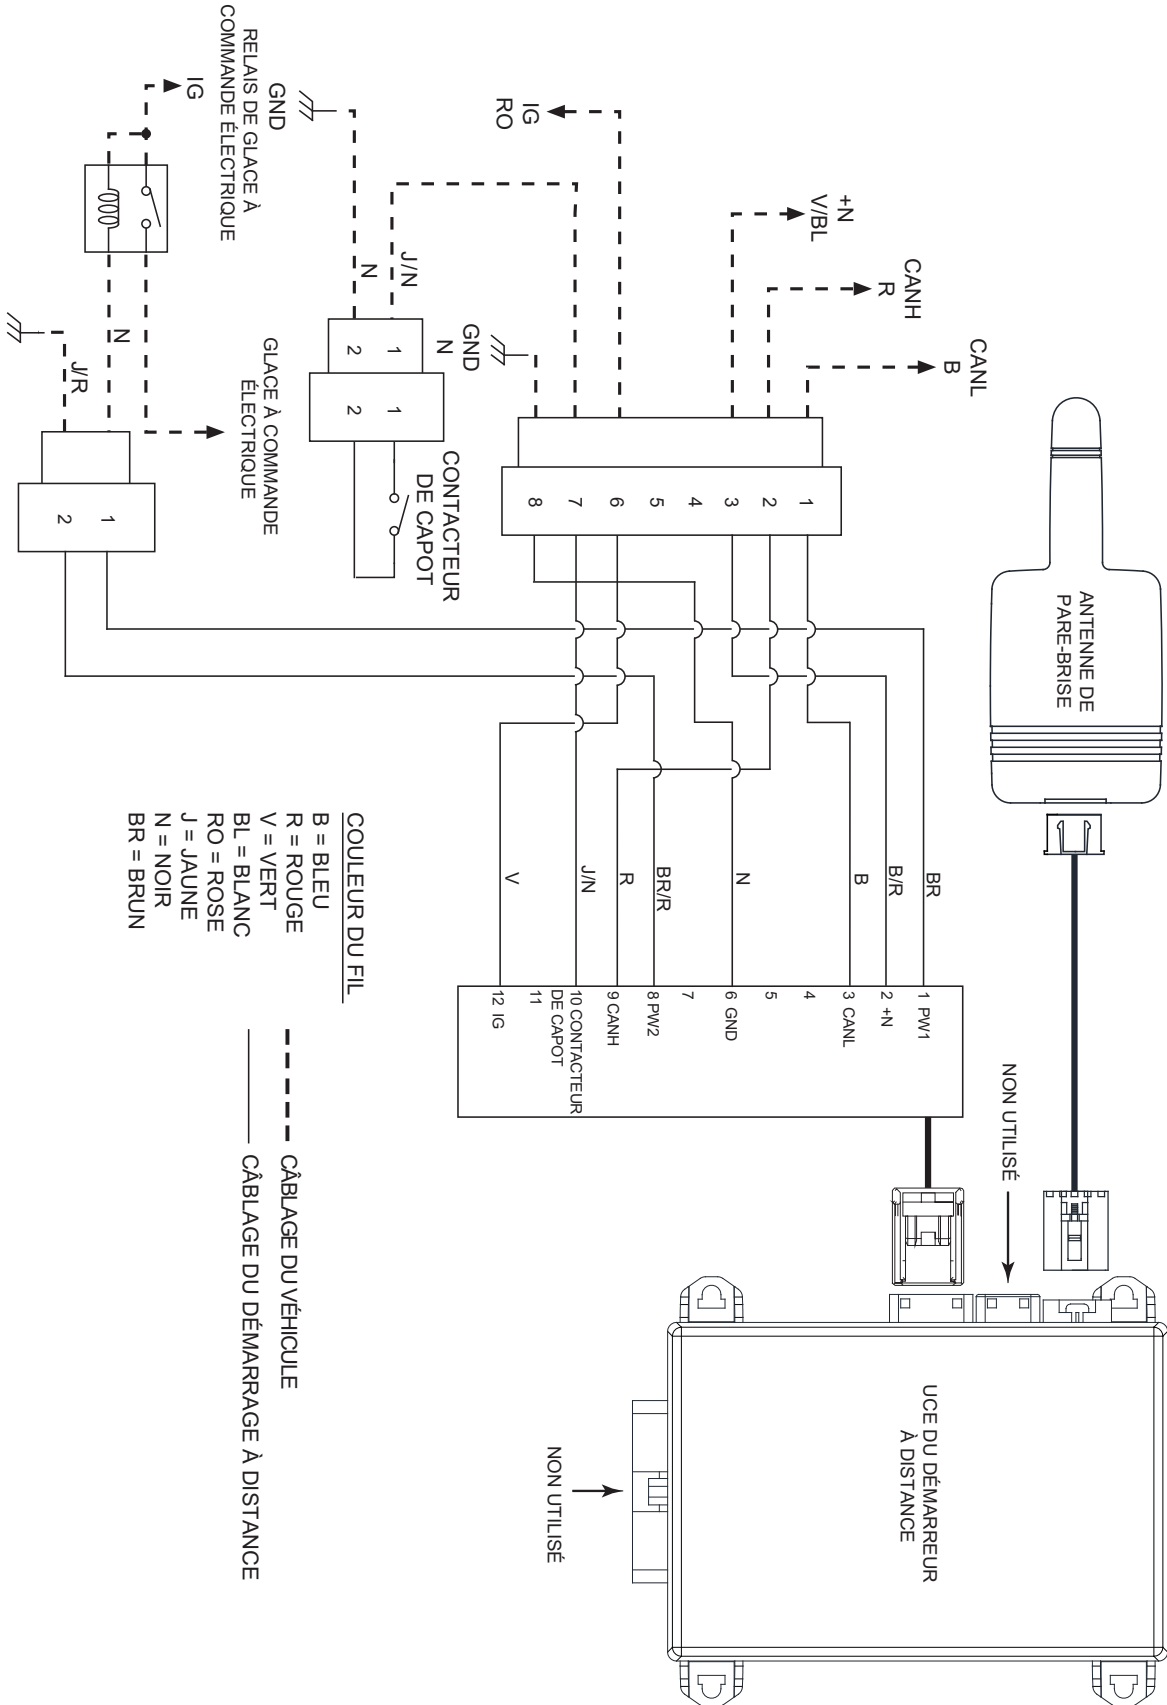 ANTENNE DE
PARE-BRISE
UCE DU DÉMARREUR
À DISTANCE
NON UTILISÉ
NON UTILISÉ
CANL
B
CANH
R
+N
V/BL
IG
RO
GND
N
1
2
3
4
5
6
7
8
BR
B/R
B
N
BR/R
R
J/N
V
1 PW1
2 +N
3 CANL
4
5
6 GND
7
8 PW2
9 CANH
10 CONTACTEUR
DE CAPOT
11
12 IG
J/N
N
GND
1
2
1
2
CONTACTEUR
DE CAPOT
IG
RELAIS DE GLACE À
COMMANDE ÉLECTRIQUE
GLACE À COMMANDE
ÉLECTRIQUE
N
J/R
1
2
COULEUR DU FIL
B = BLEU
R = ROUGE
V = VERT
BL = BLANC
RO = ROSE
J = JAUNE
N = NOIR
BR = BRUN
CÂBLAGE DU VÉHICULE
CÂBLAGE DU DÉMARRAGE À DISTANCE